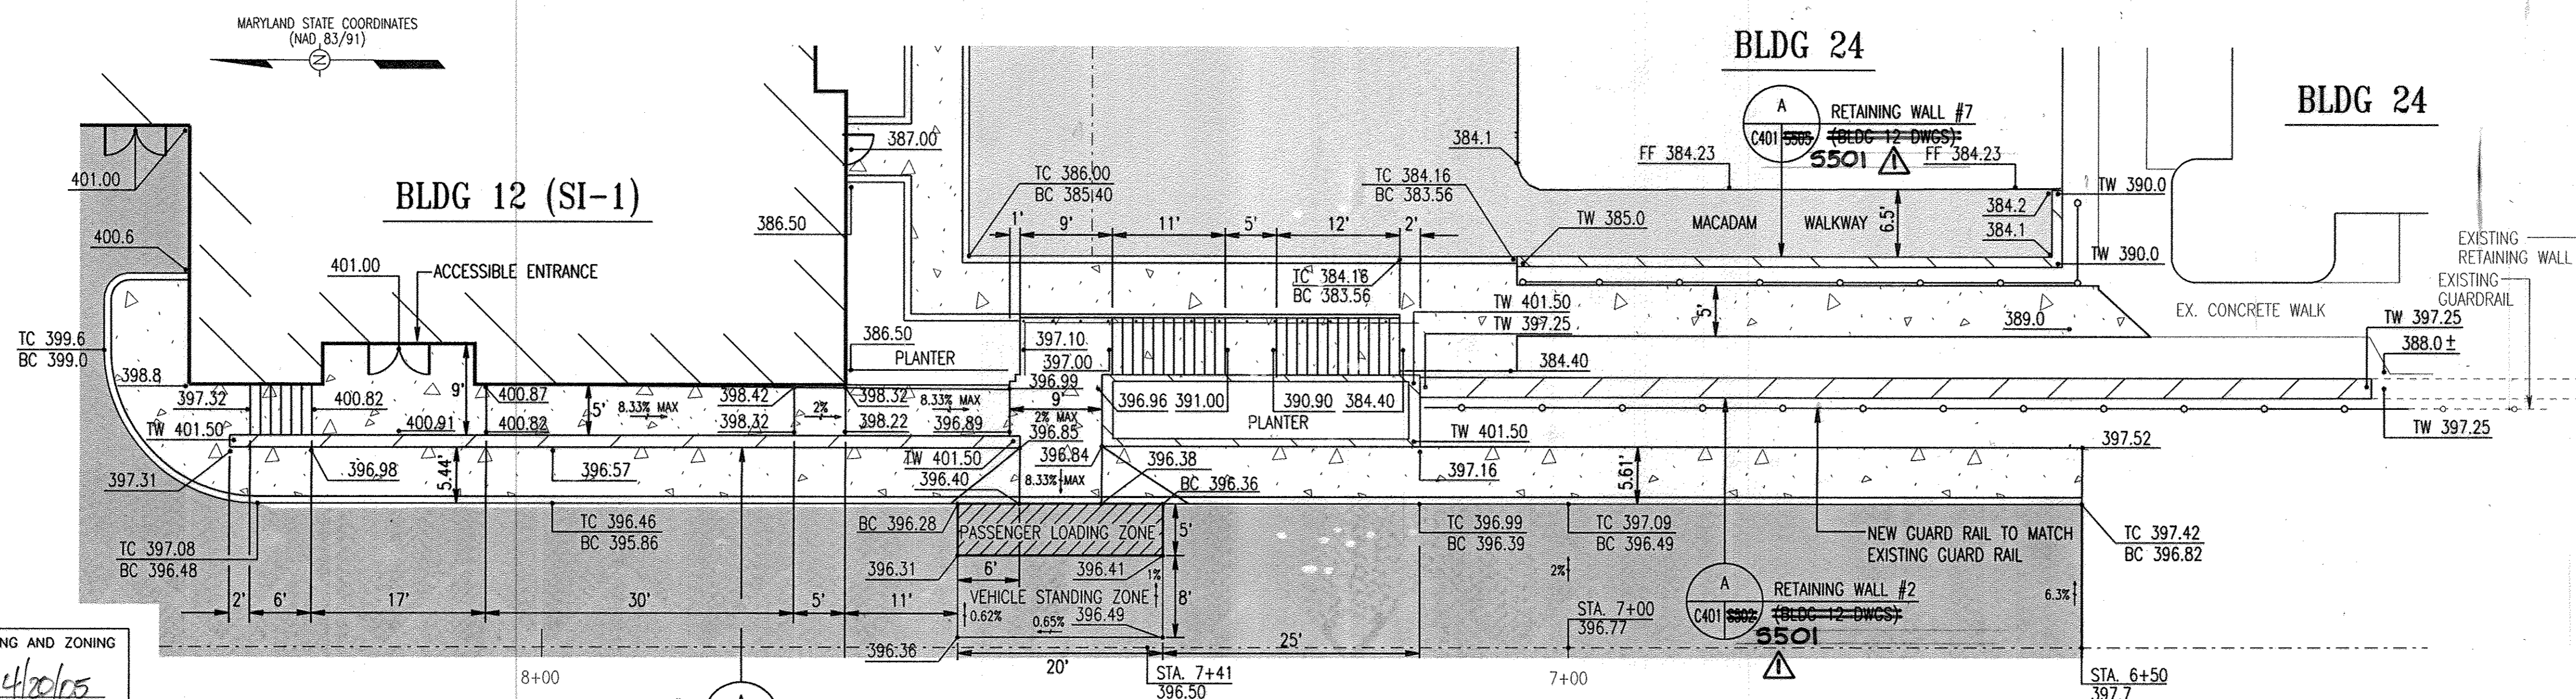 MARYLAND STATE COORDINATES
(NAD 83/91)
N
BLDG 24
BLDG 24
A
C401 S505
RETAINING WALL #7
(BLDG 12 DWGS)
S501
1
FF 384.23
FF 384.23
384.1
387.00
401.00
BLDG 12 (SI-1)
TC 386.00
BC 385.40
TC 384.16
BC 383.56
TW 390.0
384.2
386.50
1'
9'
11'
5'
12'
2'
TW 385.0
MACADAM WALKWAY
6.5'
384.1
400.6
TW 390.0
EXISTING
RETAINING WALL
EXISTING
GUARDRAIL
401.00
ACCESSIBLE ENTRANCE
TC 384.16
BC 383.56
TW 401.50
5'
EX. CONCRETE WALK
TC 399.6
BC 399.0
386.50
PLANTER
397.10
397.00
TW 397.25
389.0
TW 397.25
388.0 ±
384.40
398.8
397.32
400.82
9'
400.87
5'
8.33% MAX
398.42
2%
398.32
8.33% MAX
396.99
9'
2% MAX
396.96
391.00
390.90
384.40
TW 401.50
400.91
400.82
398.32
398.22
396.89
396.85
PLANTER
TW 401.50
TW 397.25
397.52
397.31
396.98
5.44'
396.57
TW 401.50
396.84
396.38
396.40
8.33% MAX
BC 396.36
397.16
5.61'
TC 397.08
BC 396.48
TC 396.46
BC 395.86
BC 396.28
PASSENGER LOADING ZONE
5'
TC 396.99
BC 396.39
TC 397.09
BC 396.49
NEW GUARD RAIL TO MATCH
EXISTING GUARD RAIL
TC 397.42
BC 396.82
396.31
6'
396.41
1%
2%
2'
6'
17'
30'
5'
11'
VEHICLE STANDING ZONE
8'
0.62%
0.65%
396.49
A
C401 S502
RETAINING WALL #2
(BLDG 12 DWGS)
S501
1
6.3%
STA. 7+00
396.77
396.36
20'
25'
STA. 7+41
396.50
8+00
7+00
STA. 6+50
397.7
NG AND ZONING
4/20/05